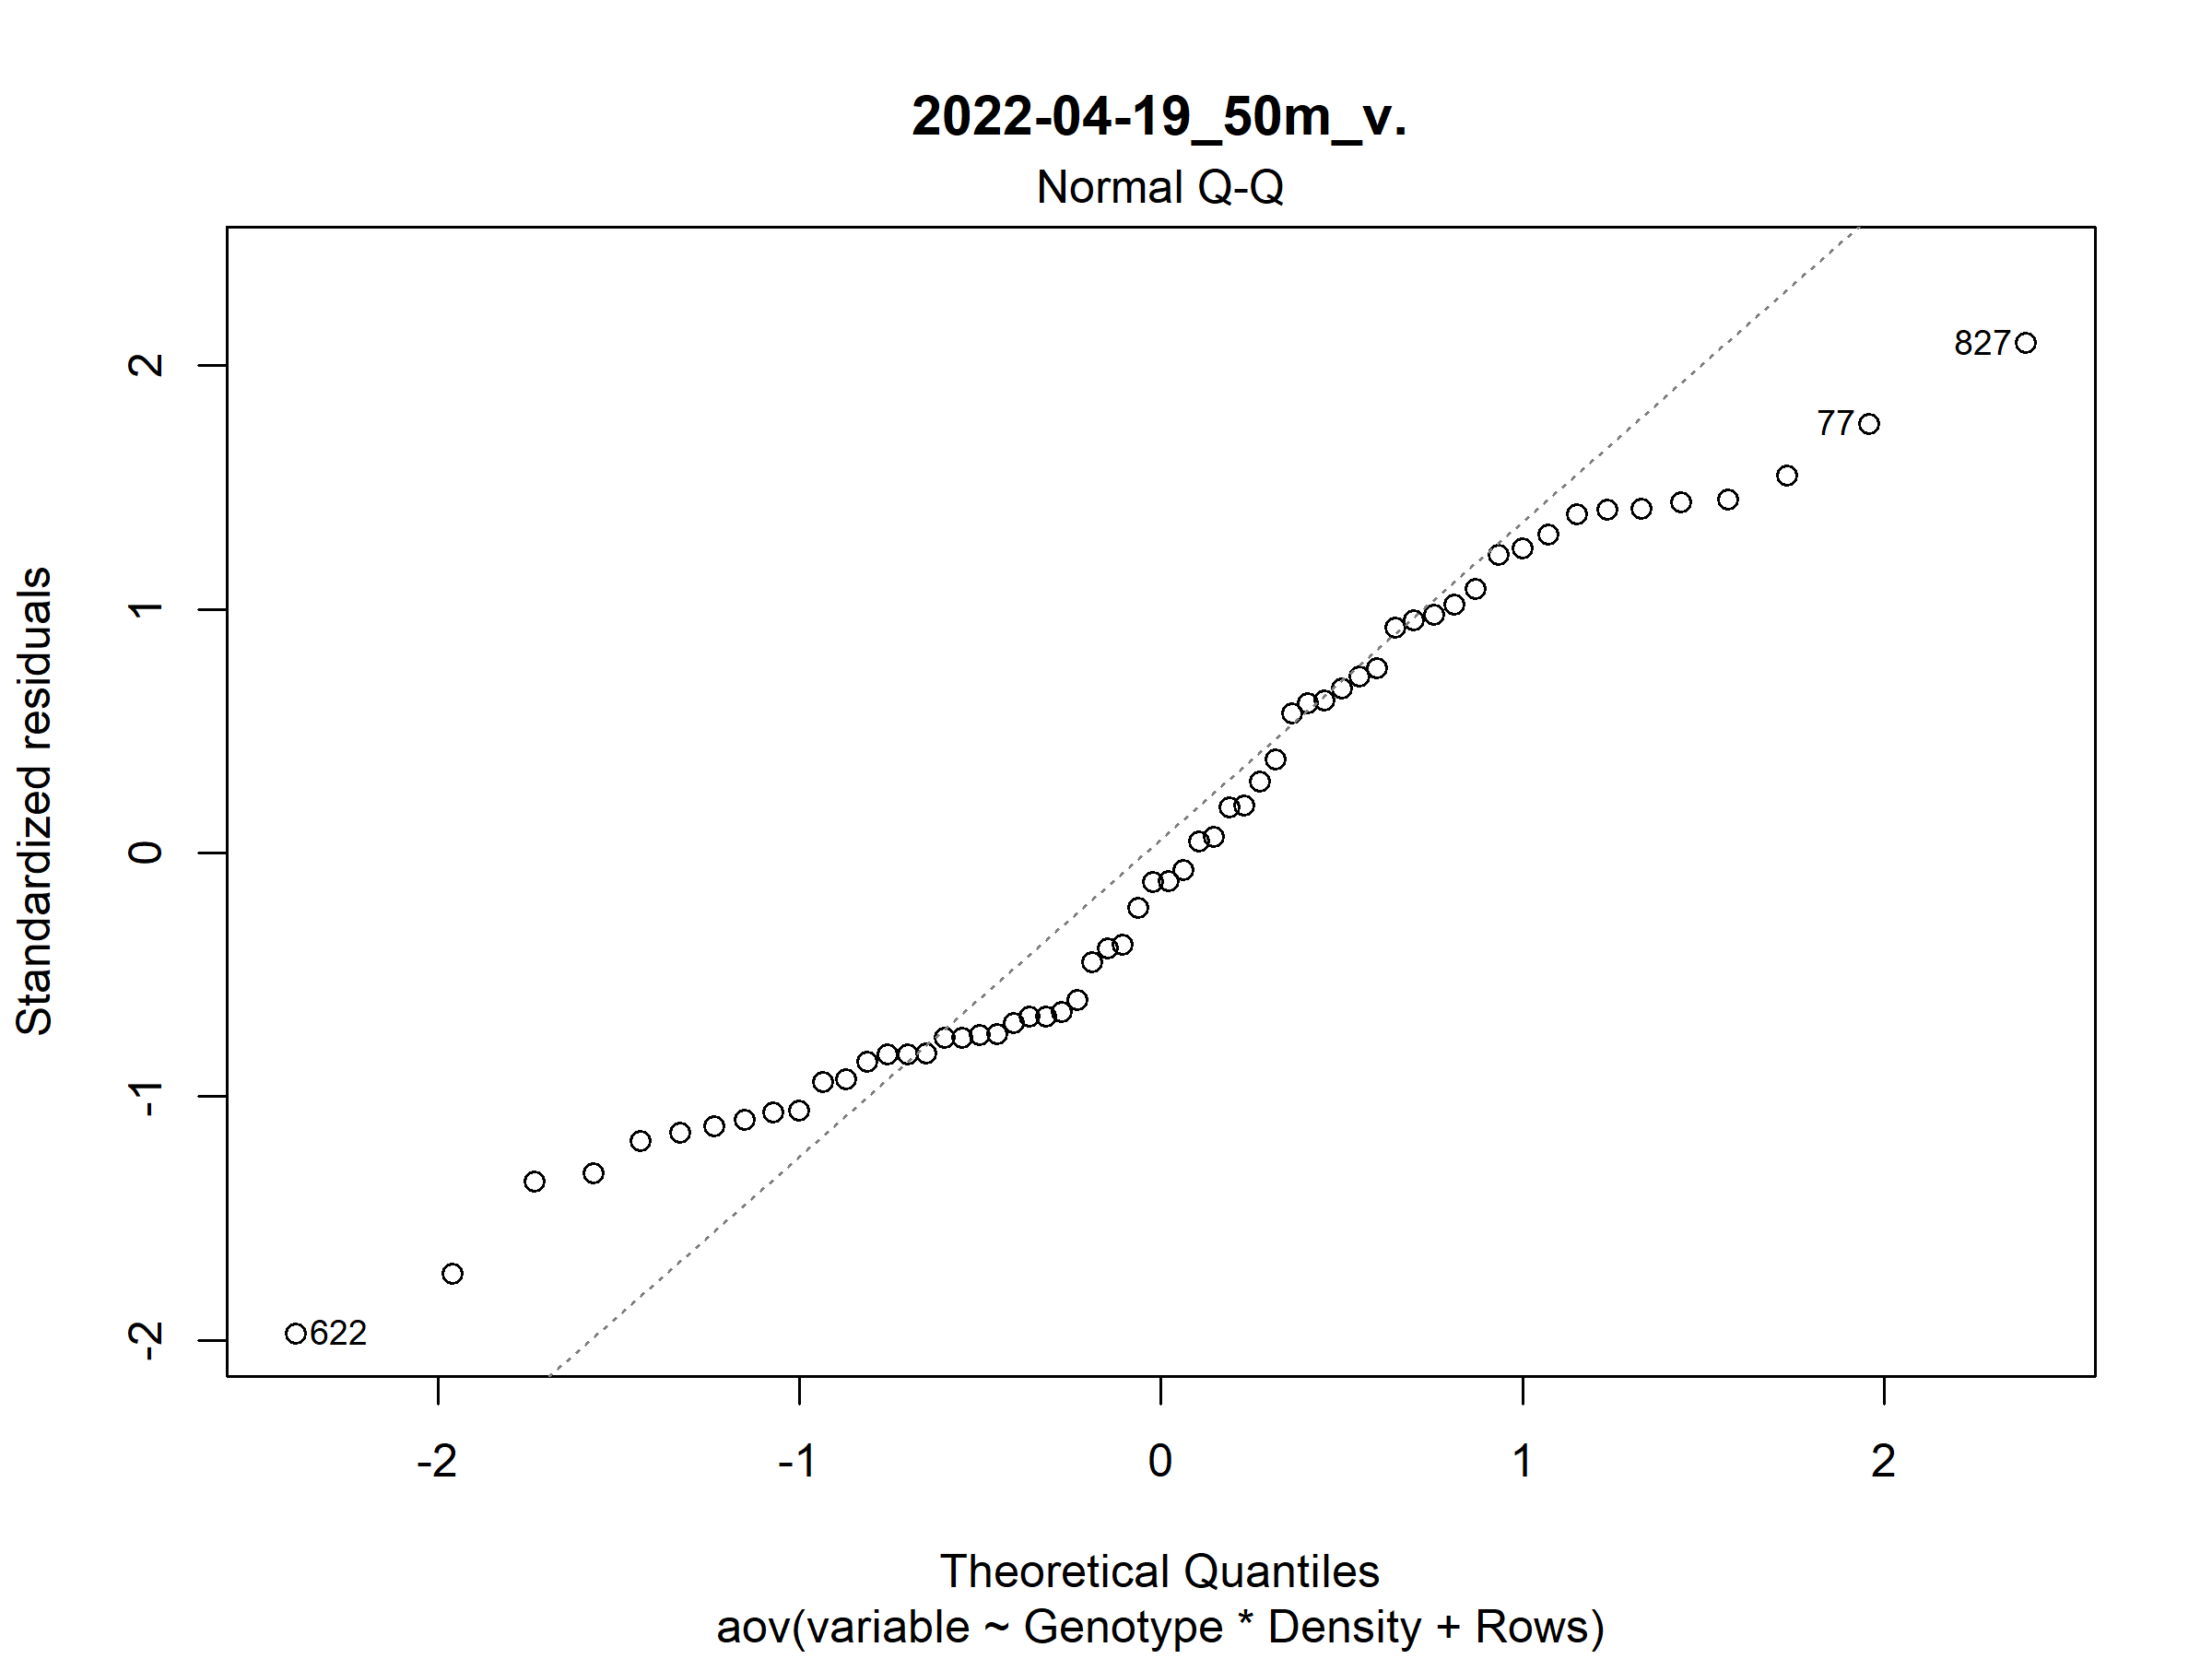 2022-04-19_50m_v.
Normal Q-Q
Standardized residuals
2
1
0
-1
-2
827
77
622
-2
-1
0
1
2
Theoretical Quantiles
aov(variable ~ Genotype * Density + Rows)